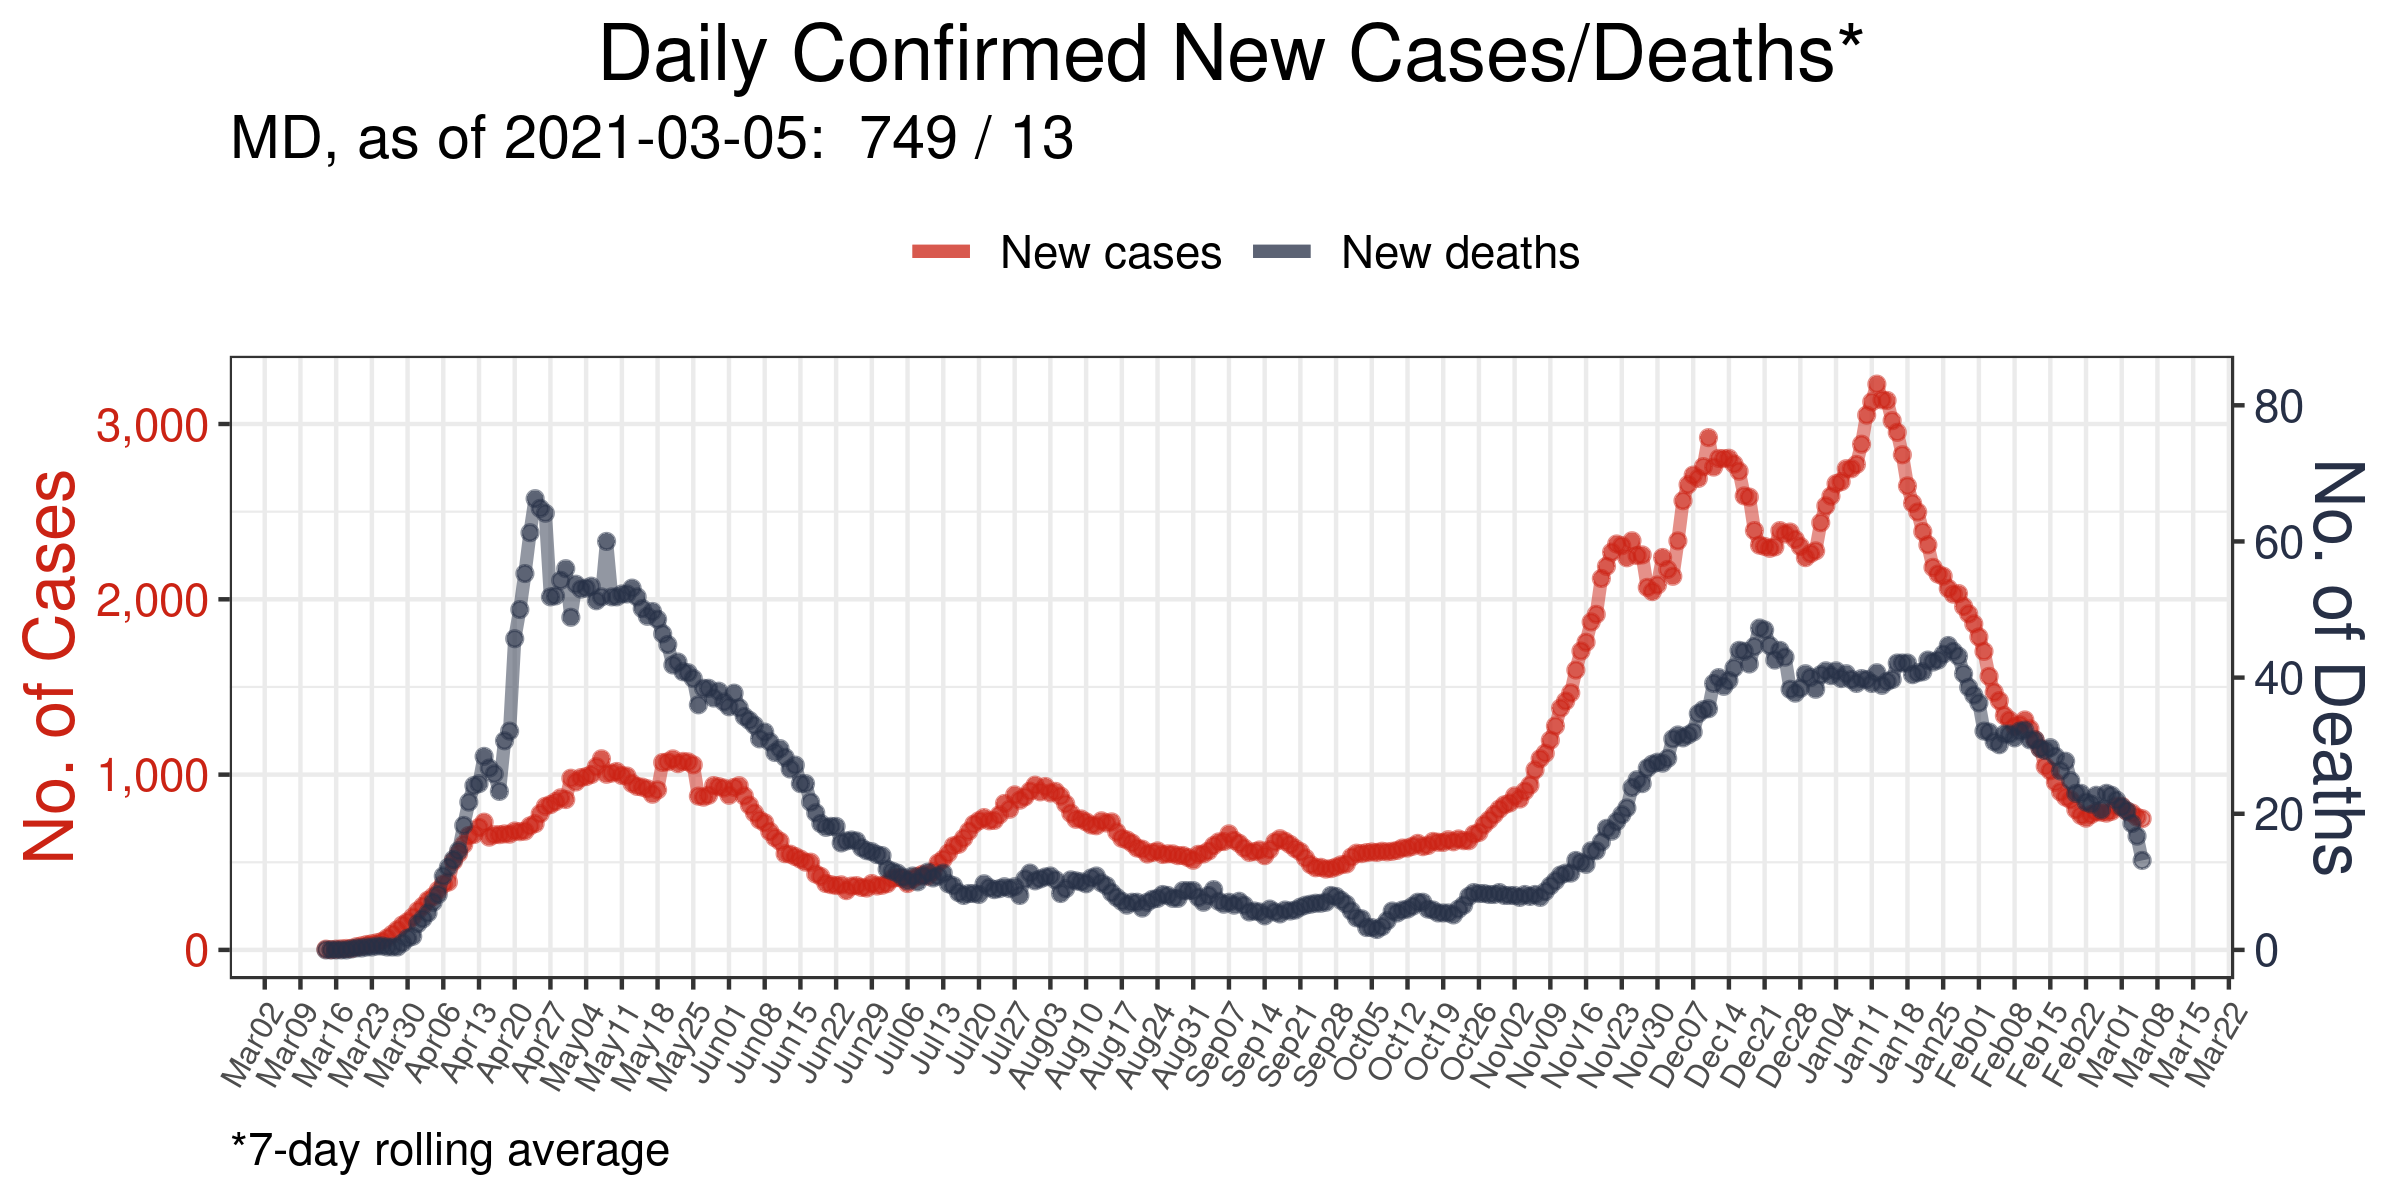 Daily Confirmed New Cases/Deaths*
MD, as of 2021-03-05:  749 / 13
New cases
New deaths
No. of Cases
3,000
2,000
1,000
0
80
60
40
20
0
No. of Deaths
Mar02
Mar09
Mar16
Mar23
Mar30
Apr06
Apr13
Apr20
Apr27
May04
May11
May18
May25
Jun01
Jun08
Jun15
Jun22
Jun29
Jul06
Jul13
Jul20
Jul27
Aug03
Aug10
Aug17
Aug24
Aug31
Sep07
Sep14
Sep21
Sep28
Oct05
Oct12
Oct19
Oct26
Nov02
Nov09
Nov16
Nov23
Nov30
Dec07
Dec14
Dec21
Dec28
Jan04
Jan11
Jan18
Jan25
Feb01
Feb08
Feb15
Feb22
Mar01
Mar08
Mar15
Mar22
*7-day rolling average